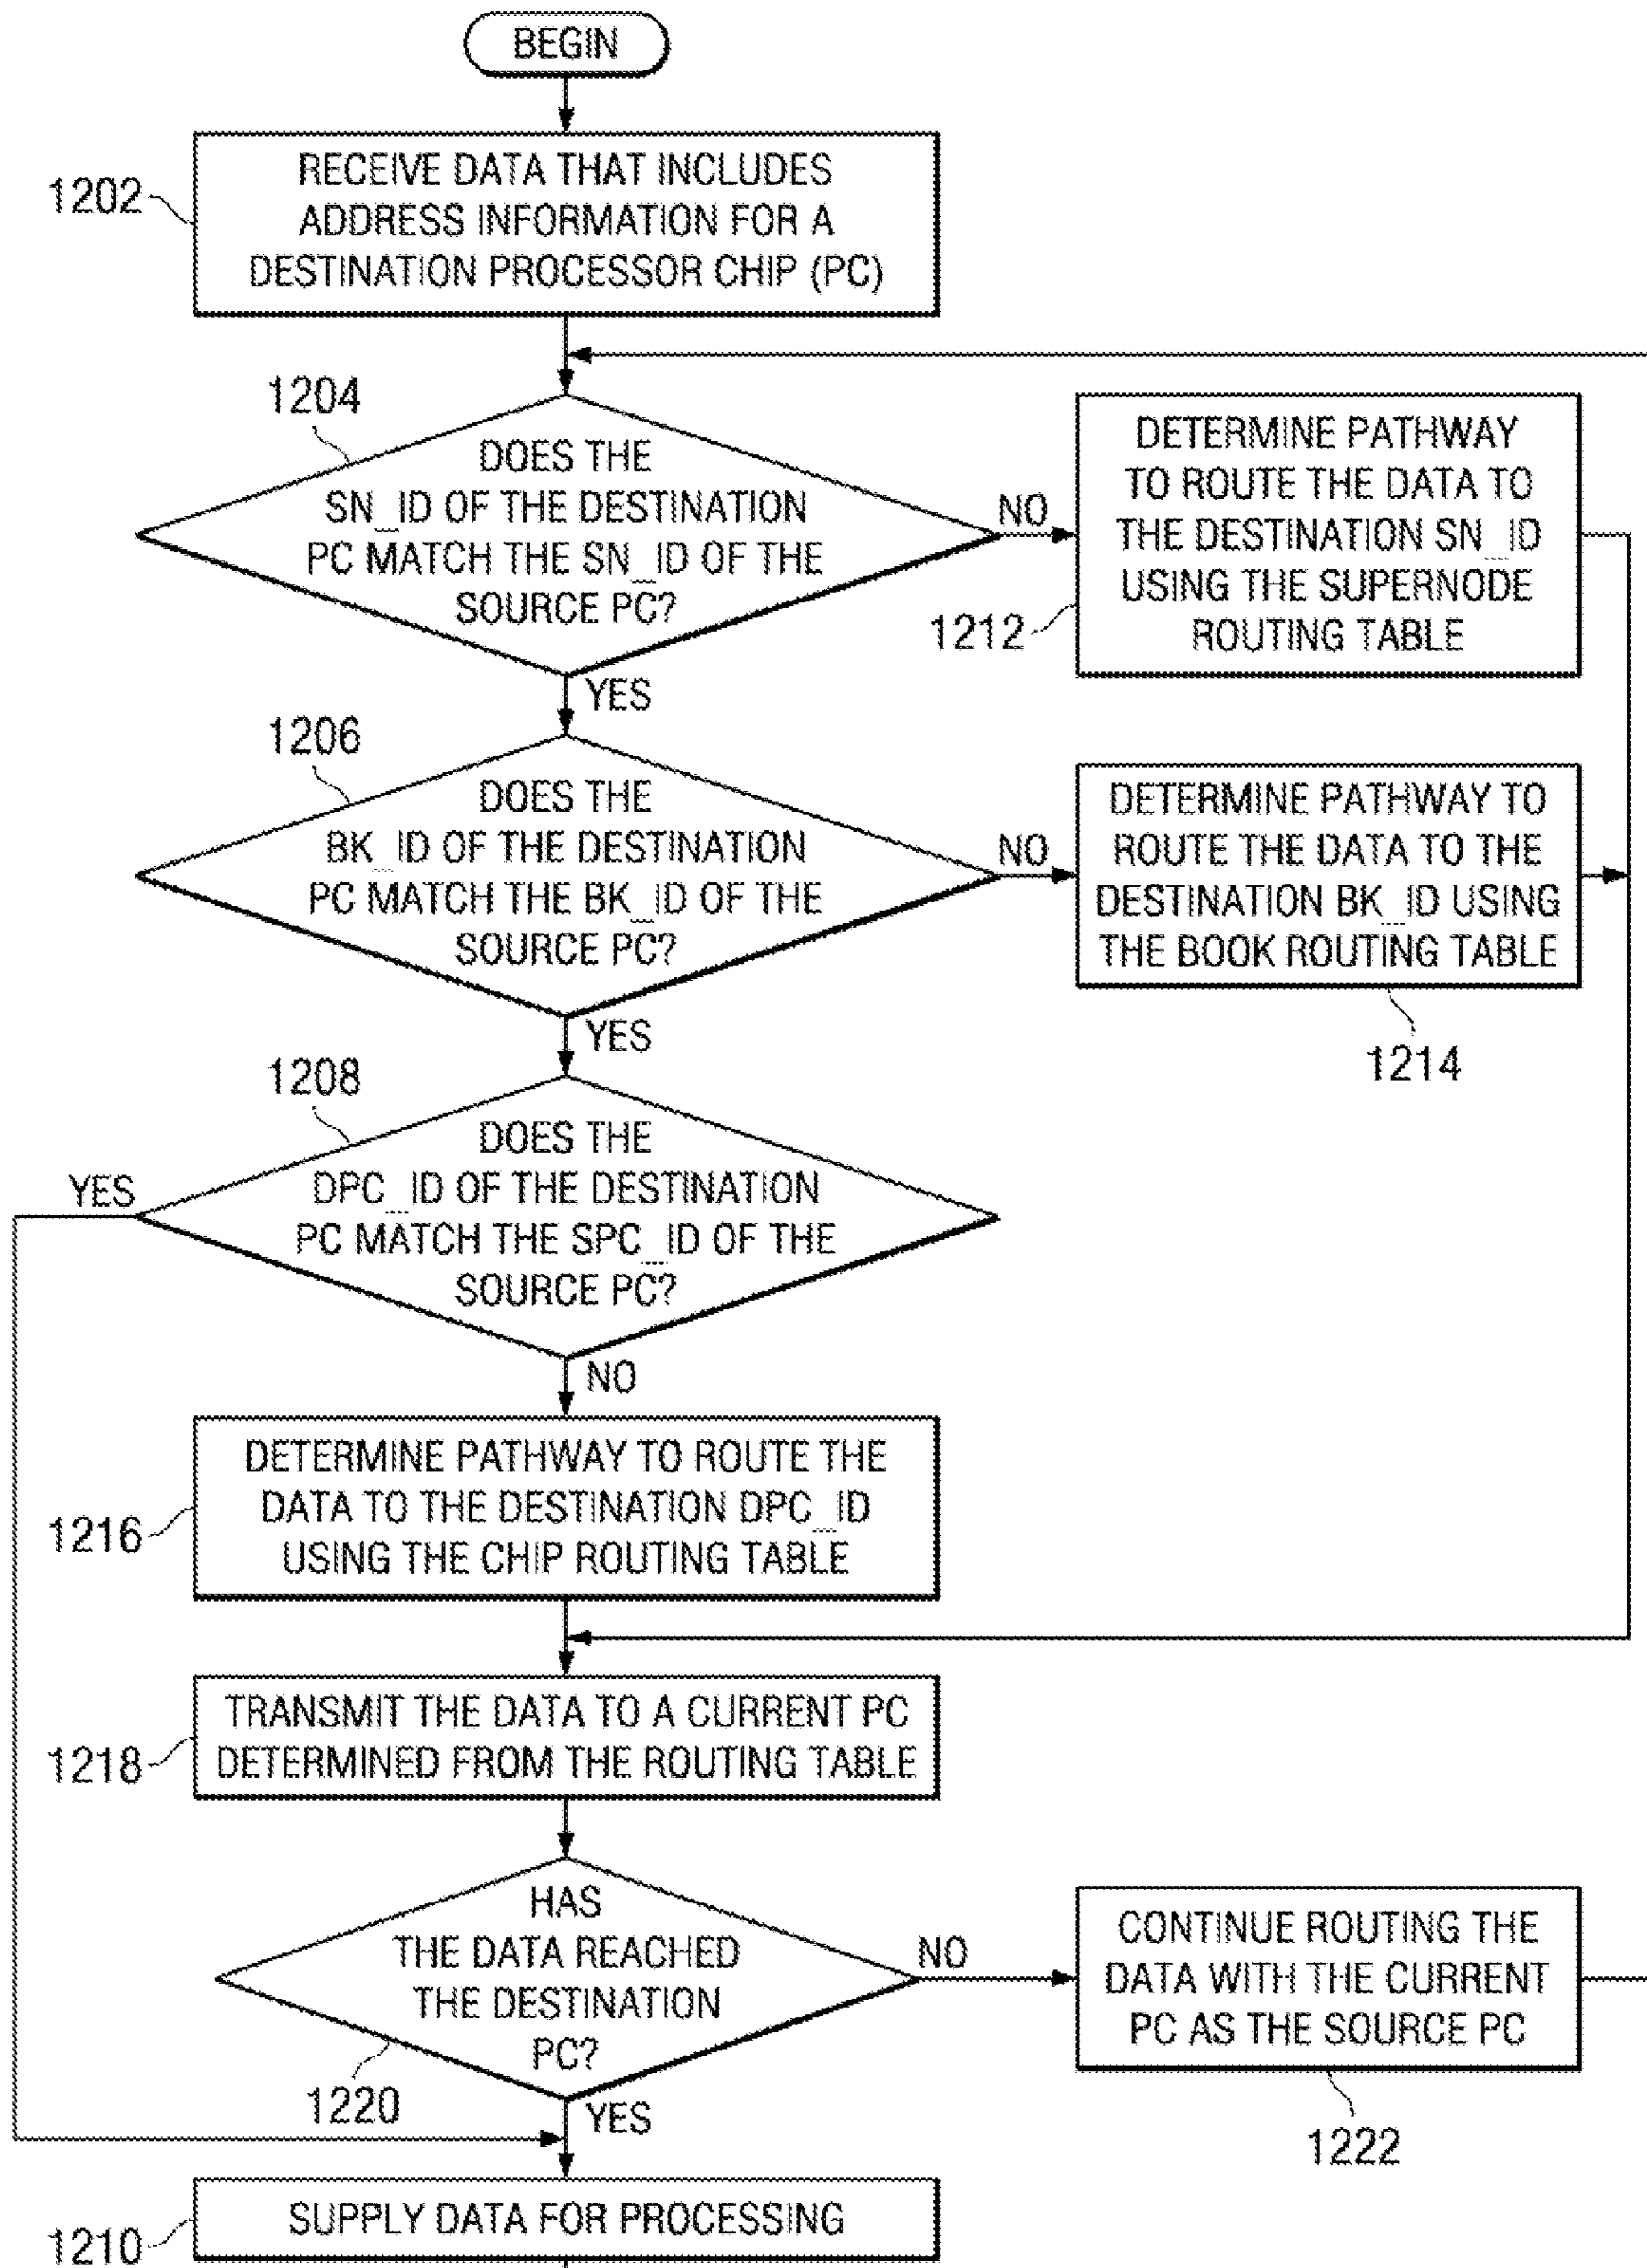 BEGIN
1202
RECEIVE DATA THAT INCLUDES
ADDRESS INFORMATION FOR A
DESTINATION PROCESSOR CHIP (PC)
1204
DOES THE
SN_ID OF THE DESTINATION
PC MATCH THE SN_ID OF THE
SOURCE PC?
NO
YES
1212
DETERMINE PATHWAY
TO ROUTE THE DATA TO
THE DESTINATION SN_ID
USING THE SUPERNODE
ROUTING TABLE
1206
DOES THE
BK_ID OF THE DESTINATION
PC MATCH THE BK_ID OF THE
SOURCE PC?
NO
YES
DETERMINE PATHWAY TO
ROUTE THE DATA TO THE
DESTINATION BK_ID USING
THE BOOK ROUTING TABLE
1214
1208
DOES THE
DPC_ID OF THE DESTINATION
PC MATCH THE SPC_ID OF THE
SOURCE PC?
YES
NO
1216
DETERMINE PATHWAY TO ROUTE THE
DATA TO THE DESTINATION DPC_ID
USING THE CHIP ROUTING TABLE
1218
TRANSMIT THE DATA TO A CURRENT PC
DETERMINED FROM THE ROUTING TABLE
HAS
THE DATA REACHED
THE DESTINATION
PC?
1220
NO
YES
CONTINUE ROUTING THE
DATA WITH THE CURRENT
PC AS THE SOURCE PC
1222
1210
SUPPLY DATA FOR PROCESSING